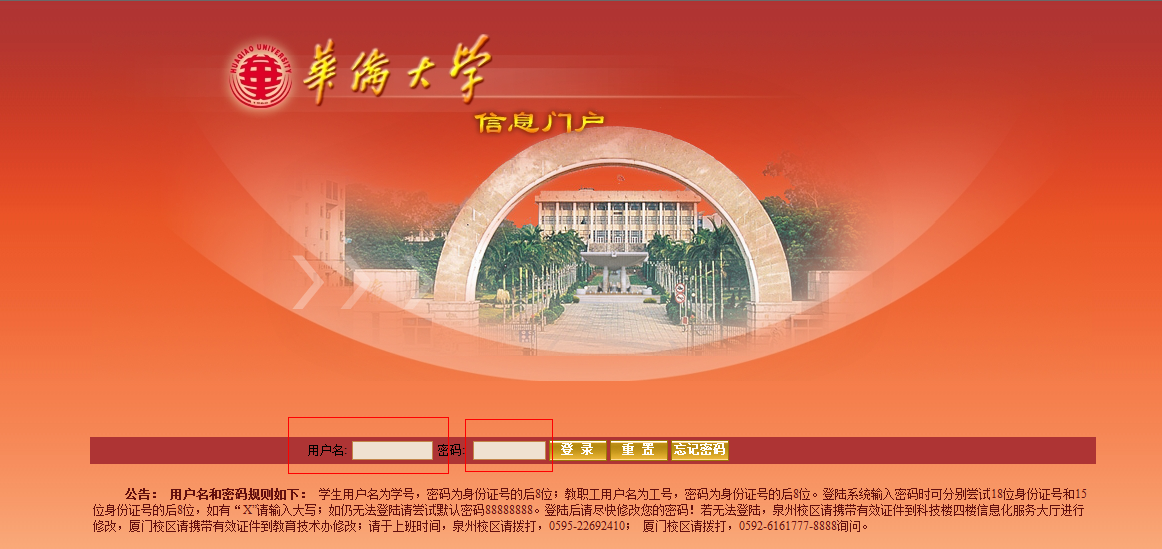 HUAQIAO UNIVERSITY
華僑大学
信息门户
用户名: 密码: 登 录 重 置 忘记密码
公告： 用户名和密码规则如下： 学生用户名为学号，密码为身份证号的后8位；教职工用户名为工号，密码为身份证号的后8位。登陆系统输入密码时可分别尝试18位身份证号和15
位身份证号的后8位，如有“X”请输入大写；如仍无法登陆请尝试默认密码88888888。登陆后请尽快修改您的密码！若无法登陆，泉州校区请携带有效证件到科技楼四楼信息化服务大厅进行
修改，厦门校区请携带有效证件到教育技术办修改；请于上班时间，泉州校区请拨打，0595-22692410； 厦门校区请拨打，0592-6161777-8888询问。